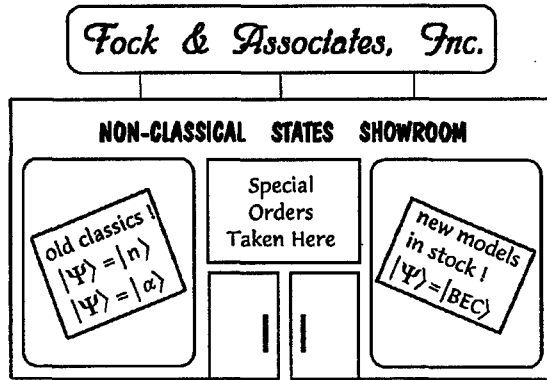 Fock & Associates, Inc.
NON-CLASSICAL STATES SHOWROOM
old classics !
|Ψ⟩ = |n⟩
|Ψ⟩ = |α⟩
Special
Orders
Taken Here
new models
in stock !
|Ψ⟩=|BEC⟩